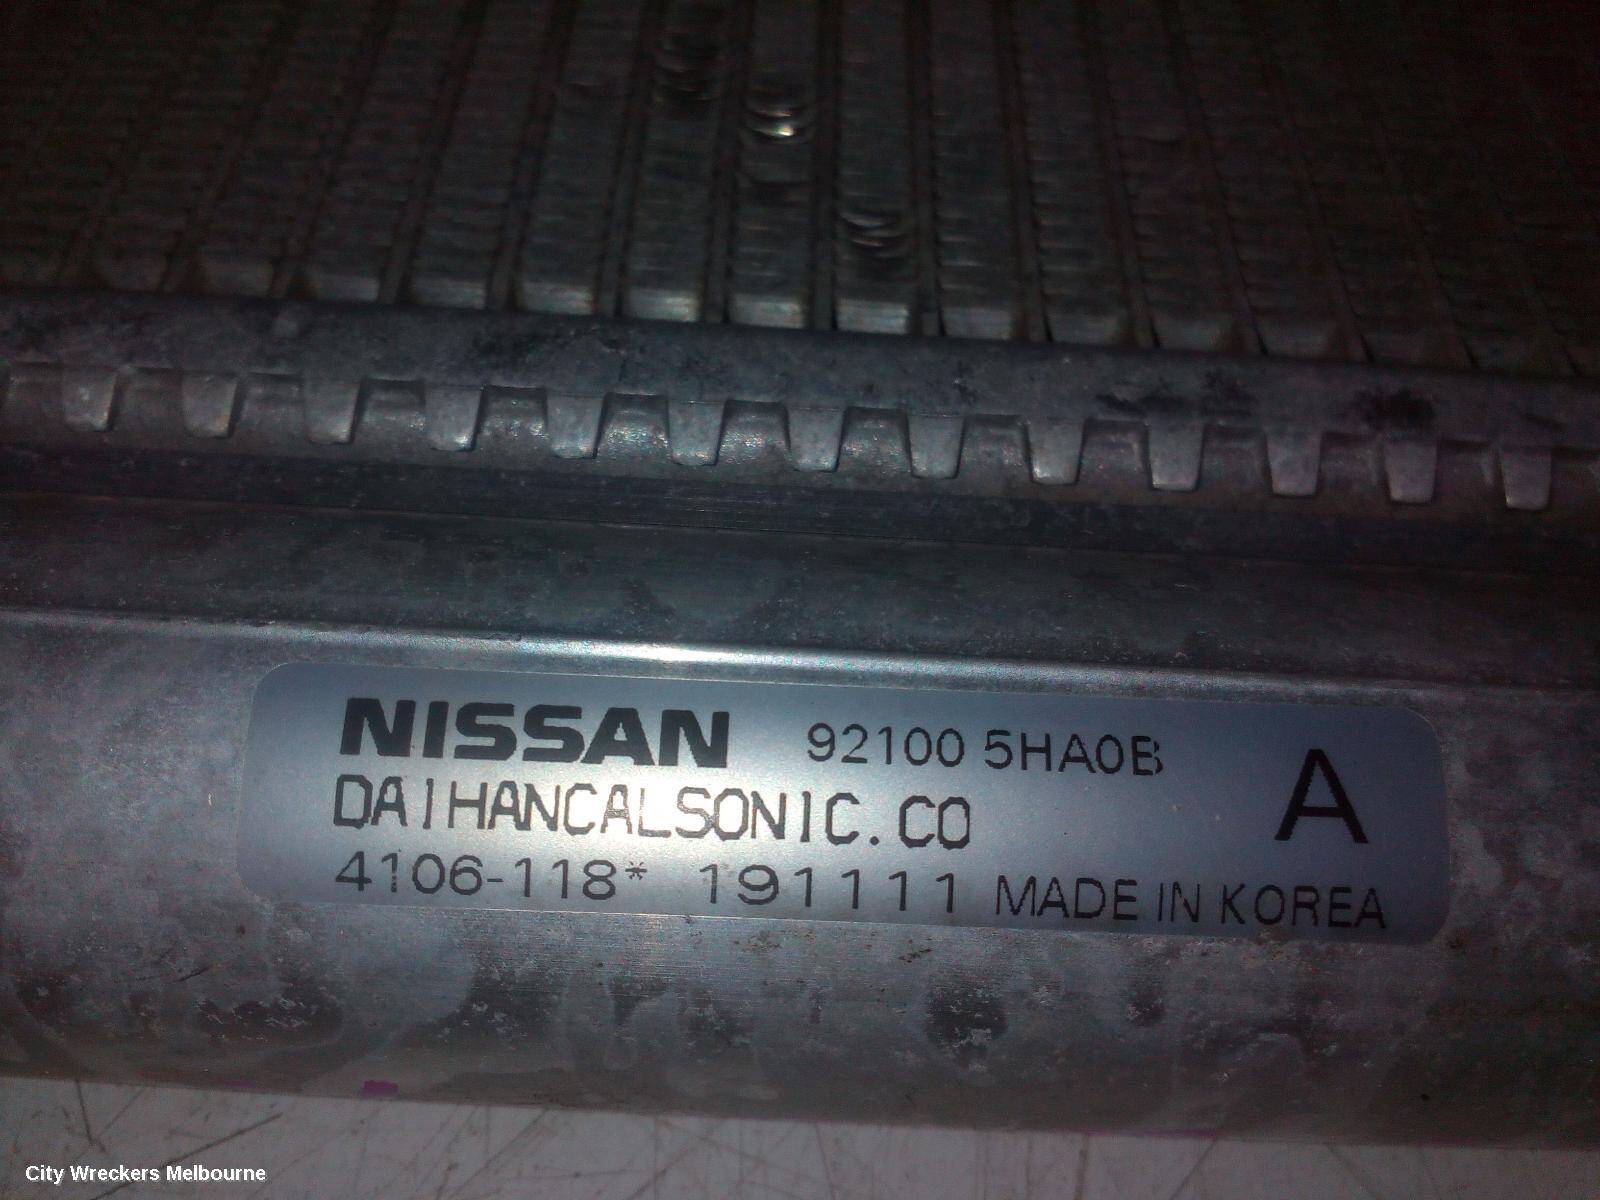 NISSAN 92100 5HA0B
A
DAIHANCALSONIC.CO
4106-118* 191111 MADE IN KOREA
City Wreckers Melbourne